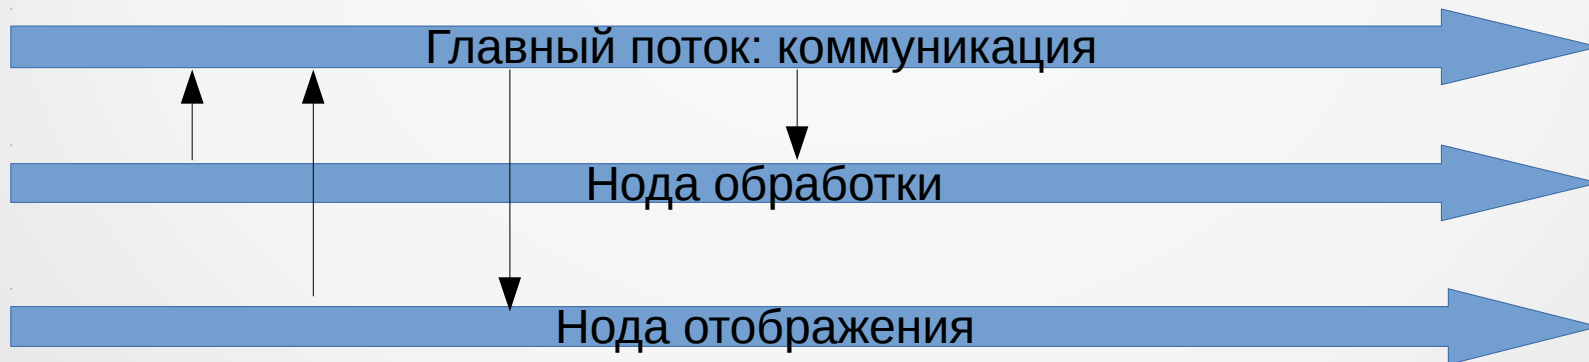 Главный поток: коммуникация
Нода обработки
Нода отображения